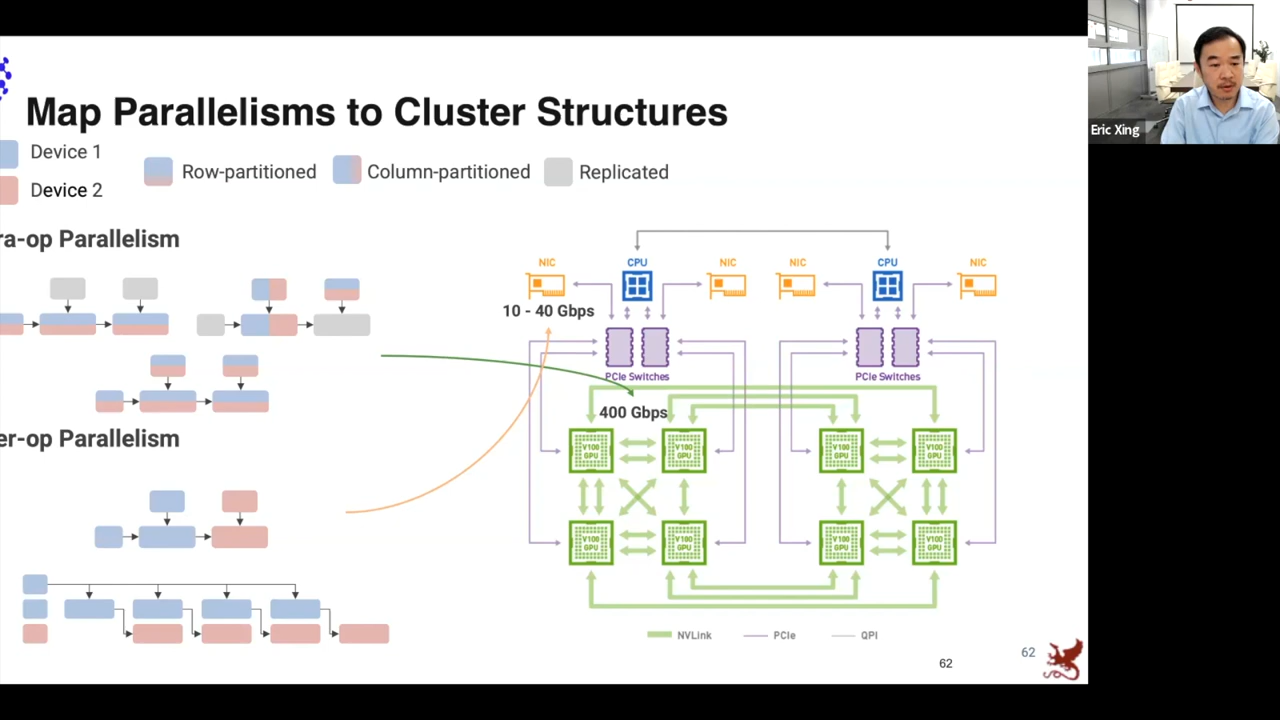 Map Parallelisms to Cluster Structures
Device 1
Device 2
Row-partitioned
Column-partitioned
Replicated
ra-op Parallelism
er-op Parallelism
NIC
CPU
NIC
NIC
CPU
NIC
10 - 40 Gbps
PCIe Switches
PCIe Switches
400 Gbps
V100
GPU
V100
GPU
V100
GPU
V100
GPU
V100
GPU
V100
GPU
V100
GPU
V100
GPU
NVLink
PCIe
QPI
62
62
Eric Xing